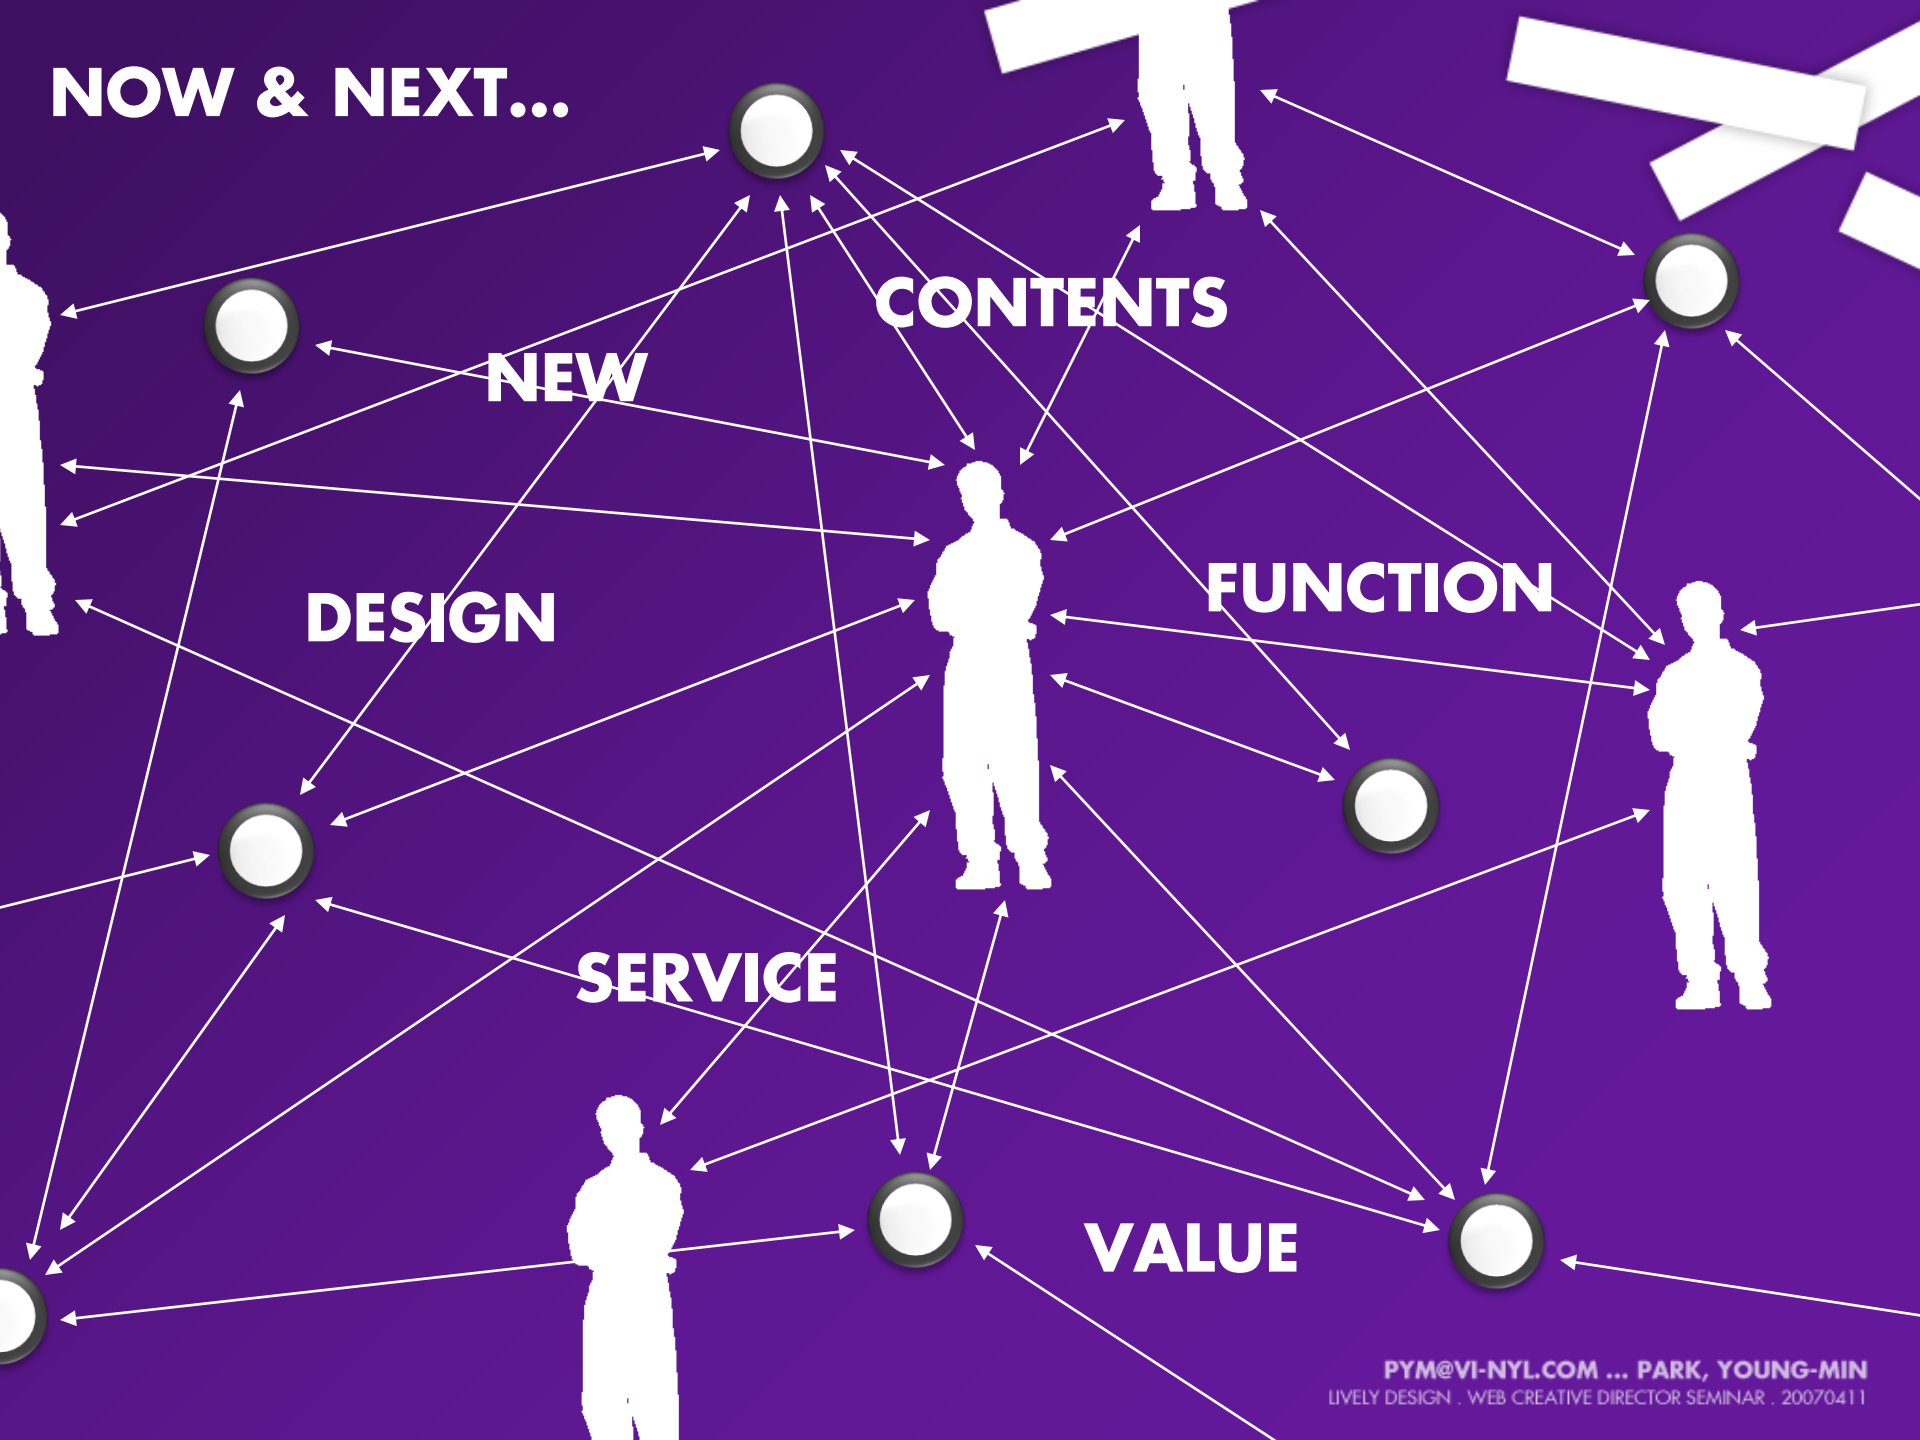 NOW & NEXT...
CONTENTS
NEW
DESIGN
FUNCTION
SERVICE
VALUE
PYM@VI-NYL.COM ... PARK, YOUNG-MIN
LIVELY DESIGN . WEB CREATIVE DIRECTOR SEMINAR . 20070411